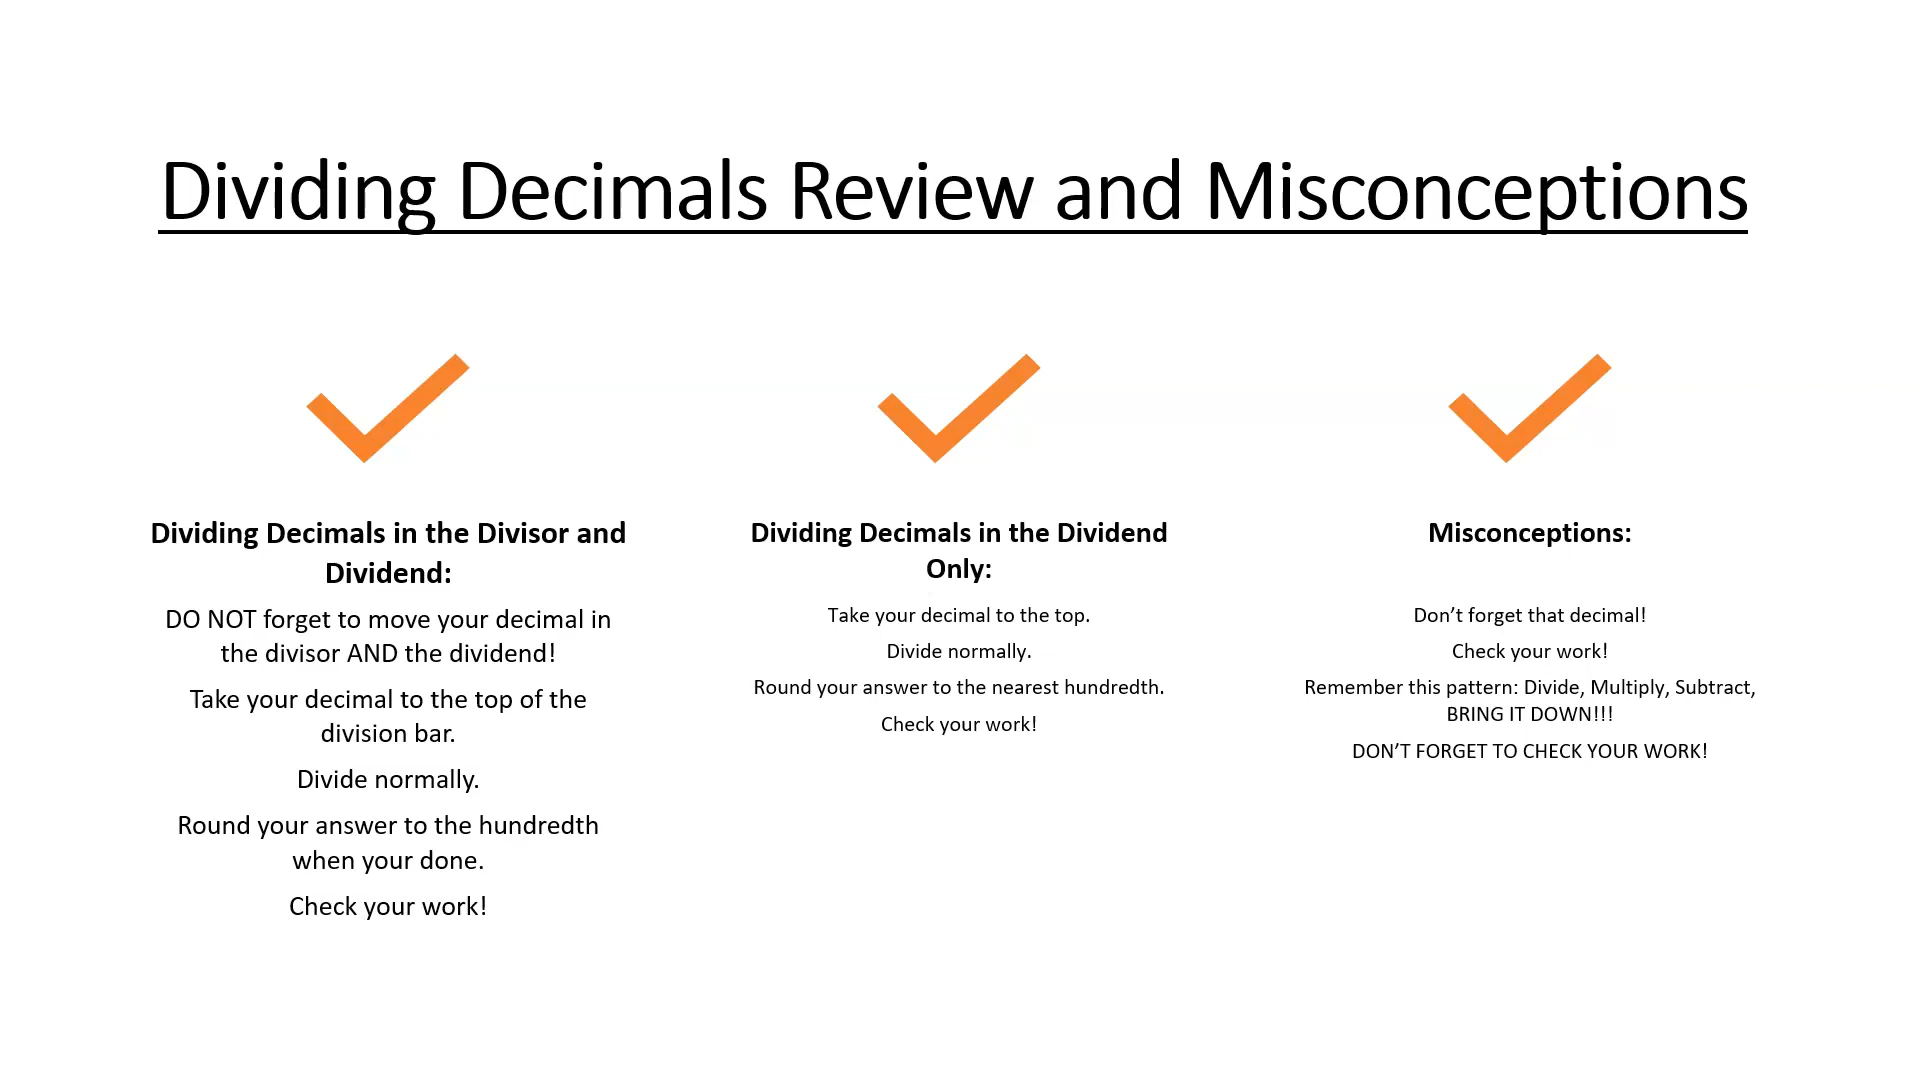 Dividing Decimals Review and Misconceptions
Dividing Decimals in the Divisor and
Dividend:
DO NOT forget to move your decimal in
the divisor AND the dividend!
Take your decimal to the top of the
division bar.
Divide normally.
Round your answer to the hundredth
when your done.
Check your work!
Dividing Decimals in the Dividend
Only:
Take your decimal to the top.
Divide normally.
Round your answer to the nearest hundredth.
Check your work!
Misconceptions:
Don’t forget that decimal!
Check your work!
Remember this pattern: Divide, Multiply, Subtract,
BRING IT DOWN!!!
DON’T FORGET TO CHECK YOUR WORK!